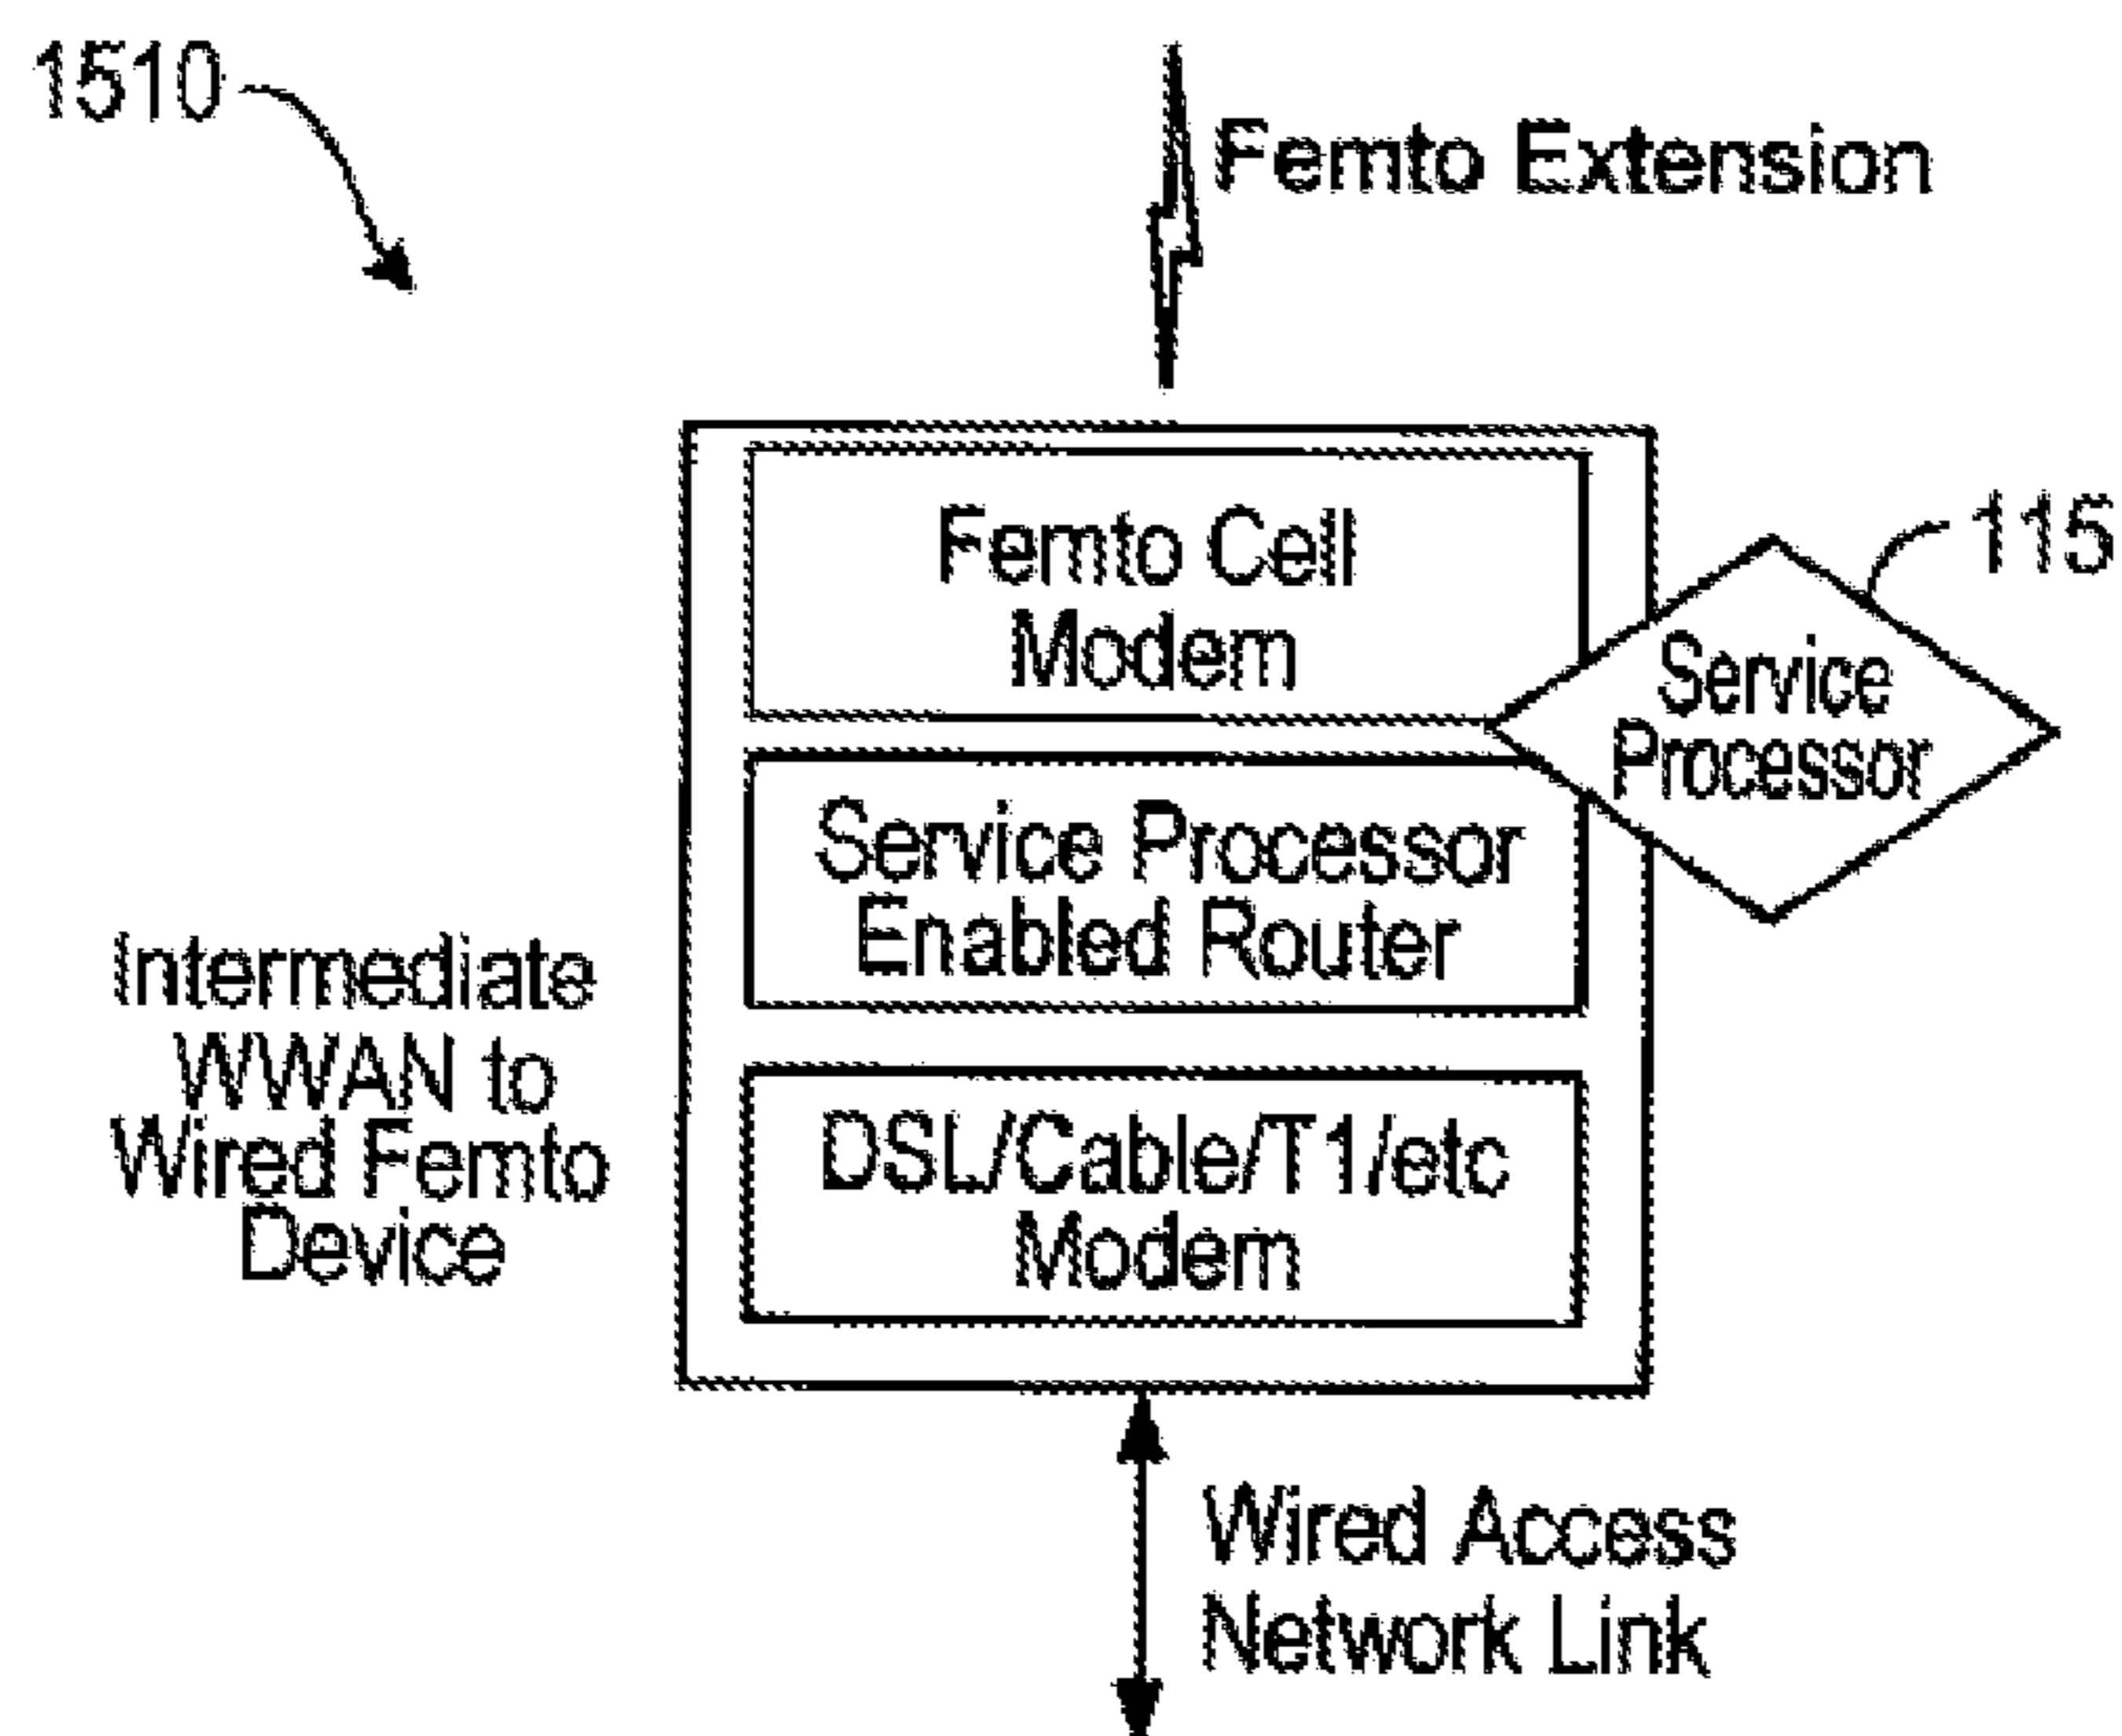 1510
Femto Extension
Femto Cell
Modem
115
Service
Processor
Service Processor
Enabled Router
Intermediate
WWAN to
Wired Femto
Device
DSL/Cable/T1/etc
Modem
Wired Access
Network Link